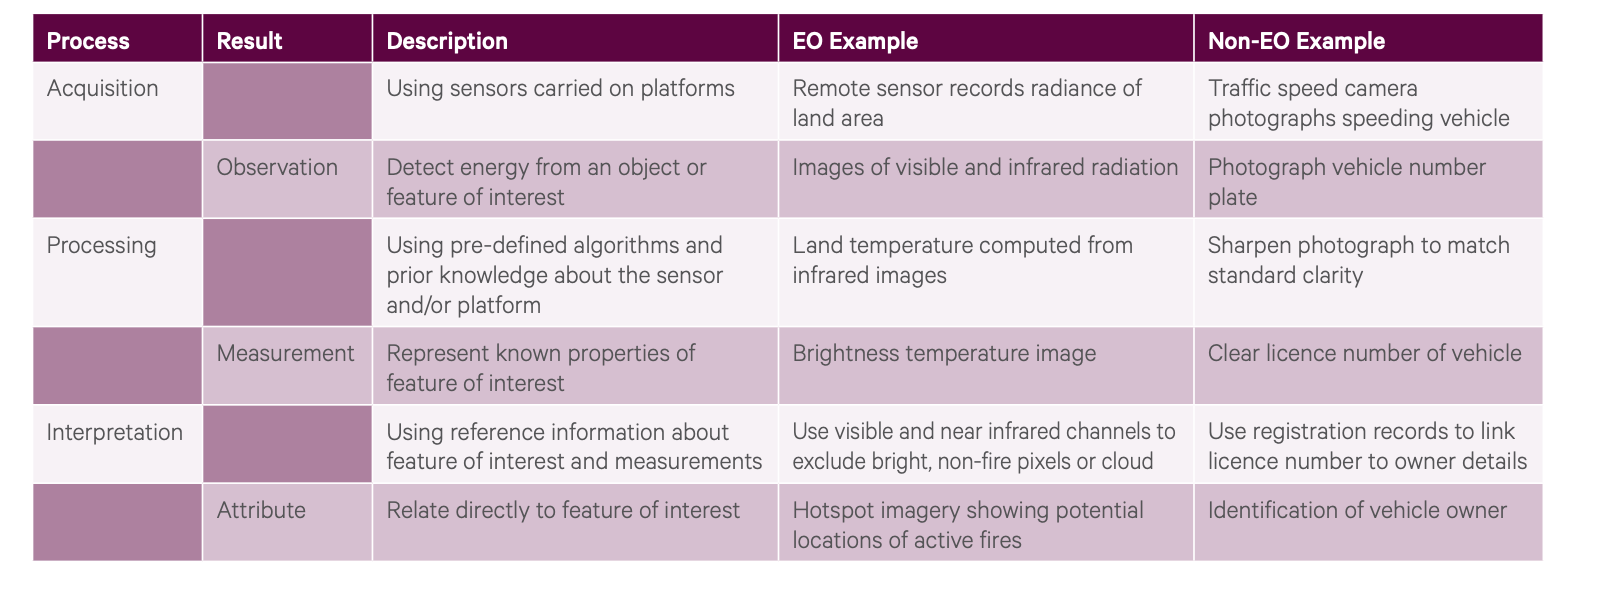 Process Result Description EO Example Non-EO Example
Acquisition Using sensors carried on platforms Remote sensor records radiance of Traffic speed camera
land area photographs speeding vehicle
Observation Detect energy from an object or Images of visible and infrared radiation Photograph vehicle number
feature of interest plate
Processing Using pre-defined algorithms and Land temperature computed from Sharpen photograph to match
prior knowledge about the sensor infrared images standard clarity
and/or platform
Measurement Represent known properties of Brightness temperature image Clear licence number of vehicle
feature of interest
Interpretation Using reference information about Use visible and near infrared channels to Use registration records to link
feature of interest and measurements exclude bright, non-fire pixels or cloud licence number to owner details
Attribute Relate directly to feature of interest Hotspot imagery showing potential Identification of vehicle owner
locations of active fires